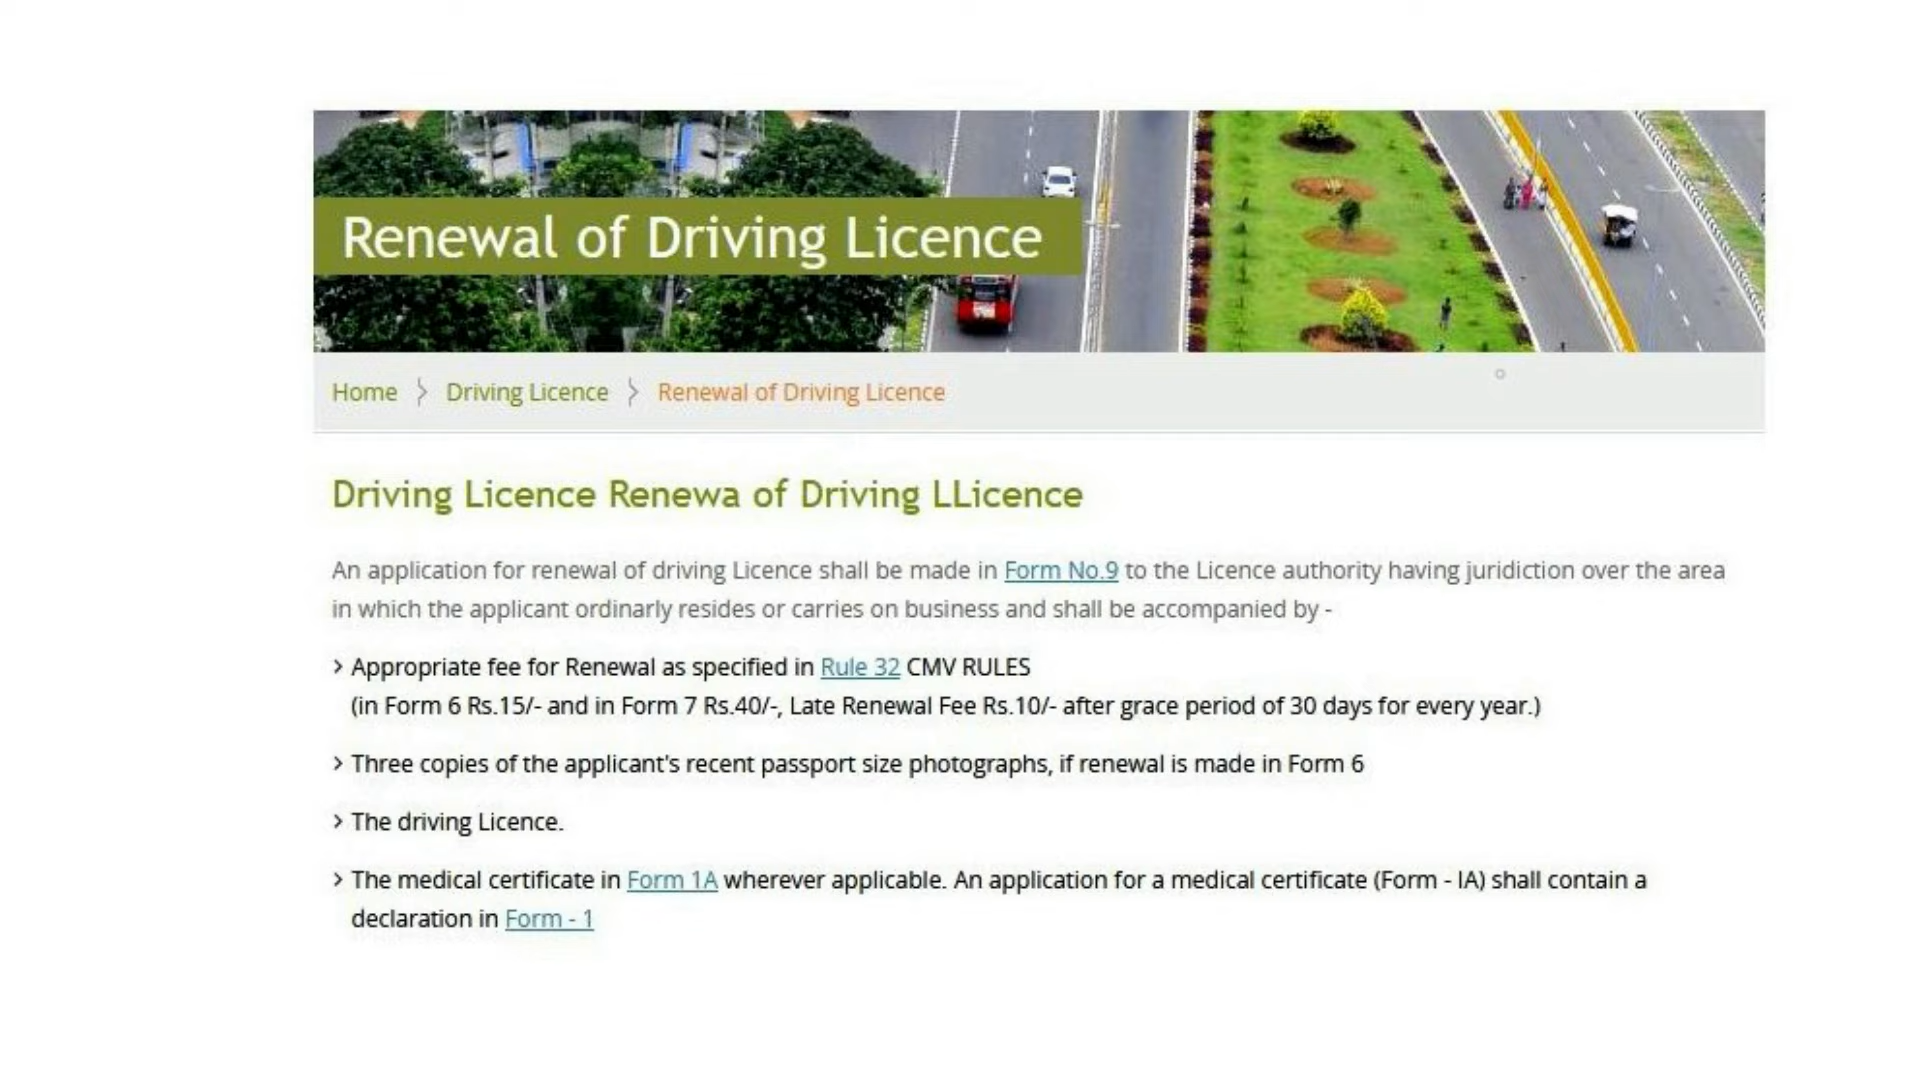 Renewal of Driving Licence
Home > Driving Licence > Renewal of Driving Licence
Driving Licence Renewa of Driving LLicence
An application for renewal of driving Licence shall be made in Form No.9 to the Licence authority having juridiction over the area
in which the applicant ordinarly resides or carries on business and shall be accompanied by -
> Appropriate fee for Renewal as specified in Rule 32 CMV RULES
(in Form 6 Rs.15/- and in Form 7 Rs.40/-, Late Renewal Fee Rs.10/- after grace period of 30 days for every year.)
> Three copies of the applicant's recent passport size photographs, if renewal is made in Form 6
> The driving Licence.
> The medical certificate in Form 1A wherever applicable. An application for a medical certificate (Form - IA) shall contain a
declaration in Form - 1